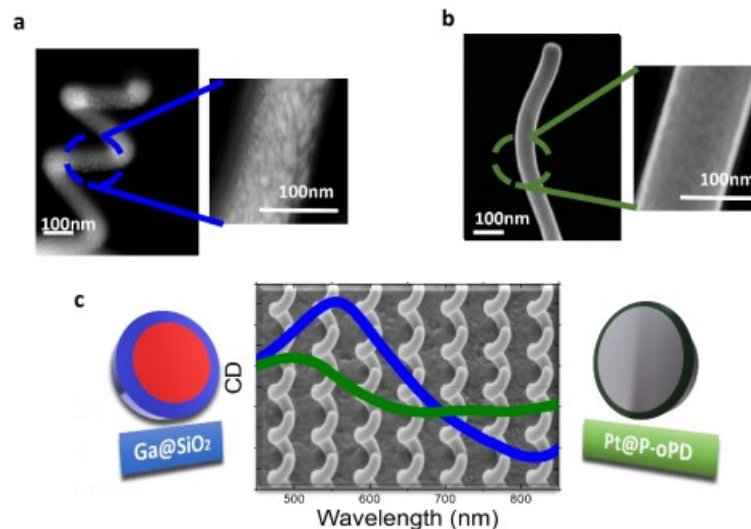 a
b
100nm
100nm
100nm
100nm
c
CD
Ga@SiO₂
Pt@P-oPD
500 600 700 800
Wavelength (nm)